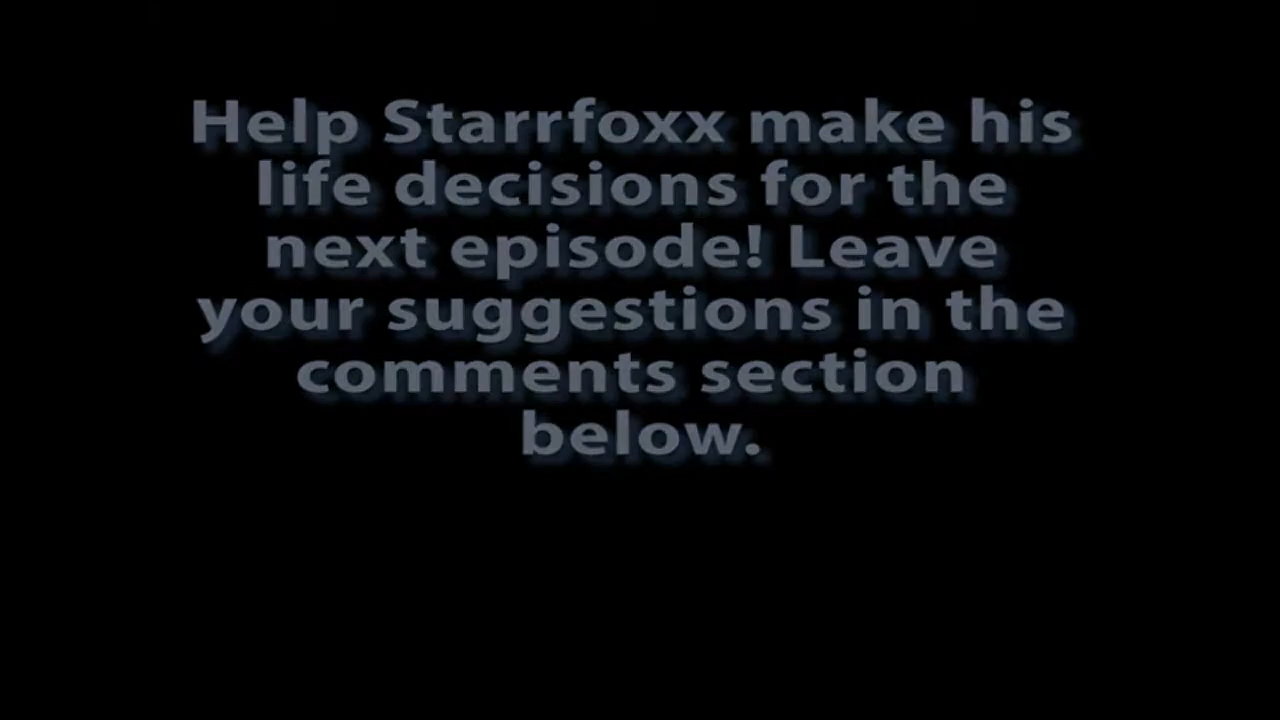 Help Starrfoxx make his
life decisions for the
next episode! Leave
your suggestions in the
comments section
below.